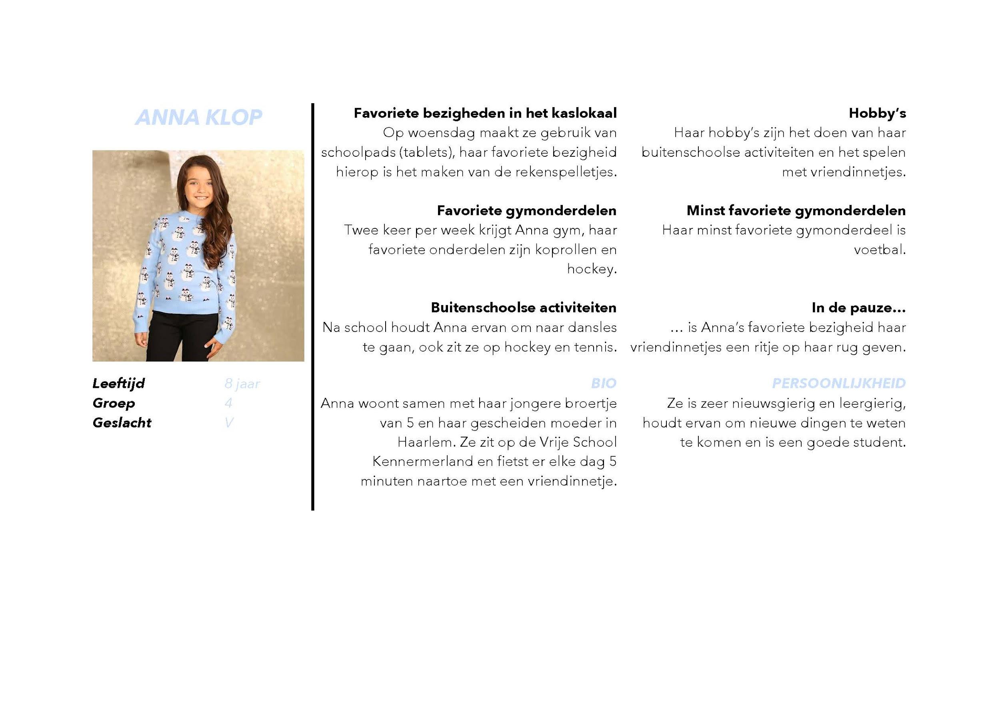 ANNA KLOP
Leeftijd 8 jaar
Groep 4
Geslacht V
Favoriete bezigheden in het kaslokaal
Op woensdag maakt ze gebruik van
schoolpads (tablets), haar favoriete bezigheid
hierop is het maken van de rekenspelletjes.
Favoriete gymonderdelen
Twee keer per week krijgt Anna gym, haar
favoriete onderdelen zijn koprollen en
hockey.
Buitenschoolse activiteiten
Na school houdt Anna ervan om naar dansles
te gaan, ook zit ze op hockey en tennis.
BIO
Anna woont samen met haar jongere broertje
van 5 en haar gescheiden moeder in
Haarlem. Ze zit op de Vrije School
Kennermerland en fietst er elke dag 5
minuten naartoe met een vriendinnetje.
Hobby’s
Haar hobby’s zijn het doen van haar
buitenschoolse activiteiten en het spelen
met vriendinnetjes.
Minst favoriete gymonderdelen
Haar minst favoriete gymonderdeel is
voetbal.
In de pauze...
... is Anna’s favoriete bezigheid haar
vriendinnetjes een ritje op haar rug geven.
PERSOONLIJKHEID
Ze is zeer nieuwsgierig en leergierig,
houdt ervan om nieuwe dingen te weten
te komen en is een goede student.